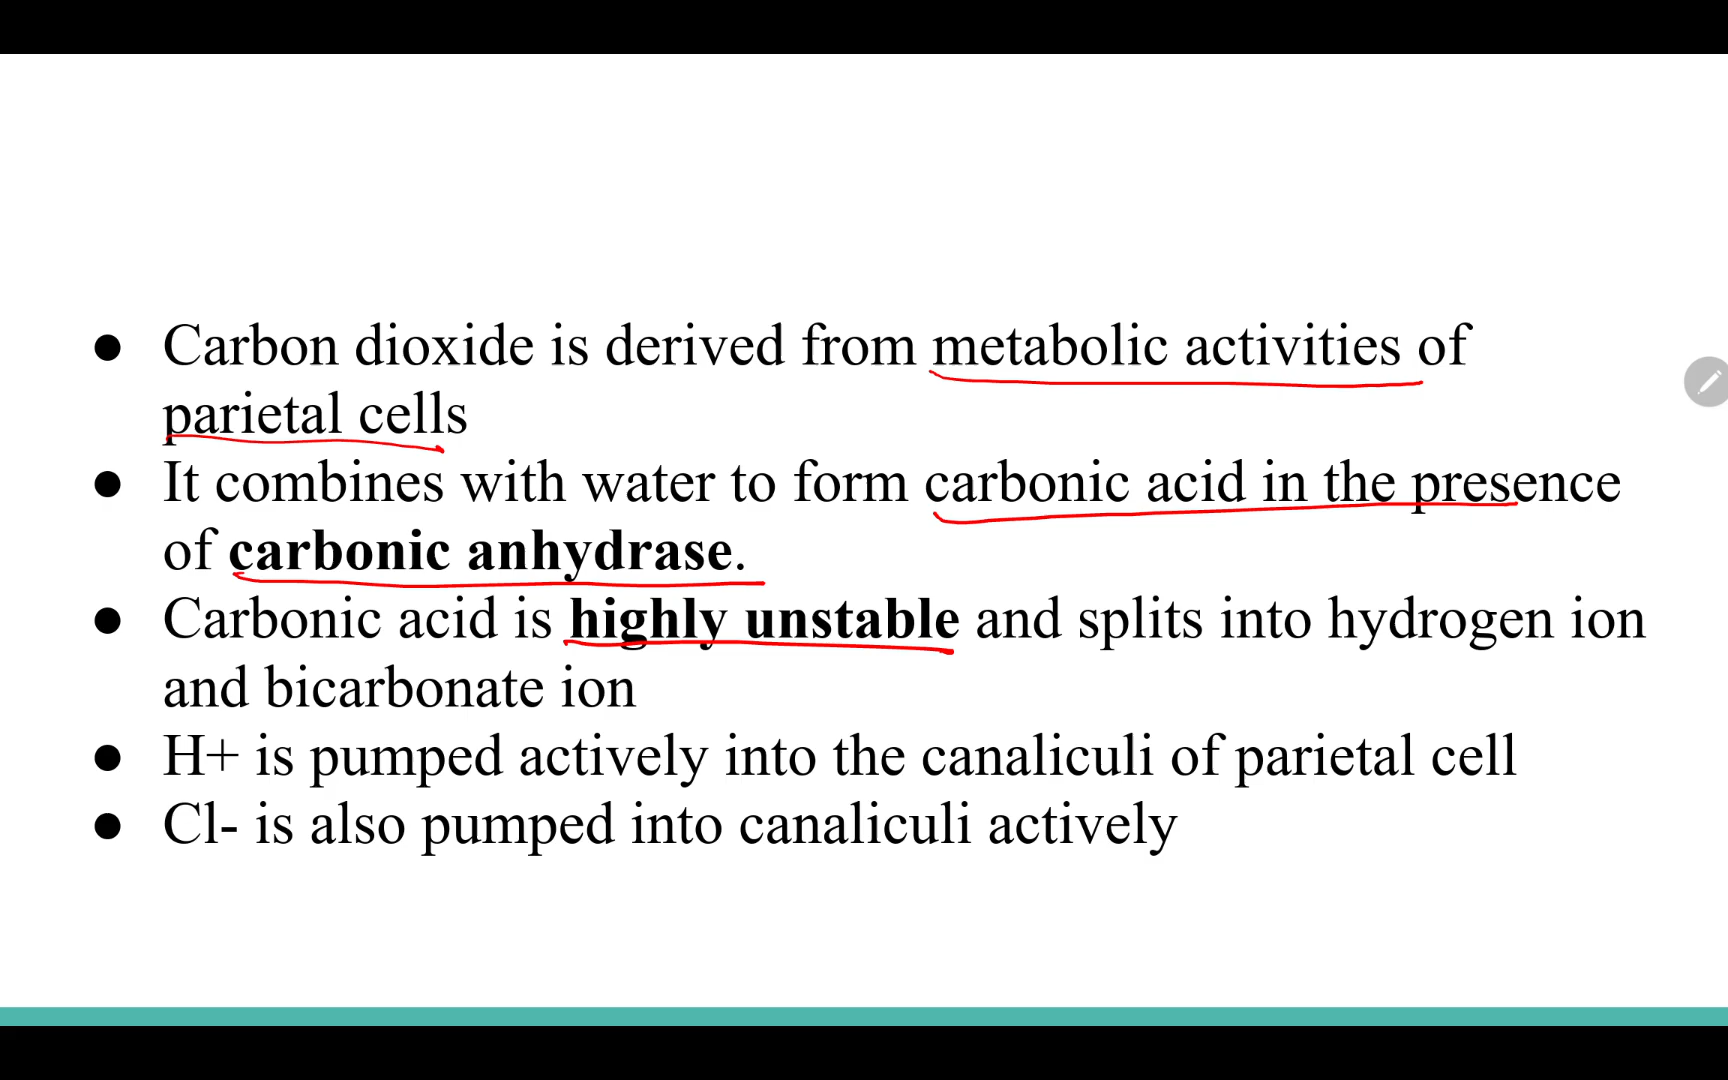 ● Carbon dioxide is derived from metabolic activities of
parietal cells
● It combines with water to form carbonic acid in the presence
of carbonic anhydrase.
● Carbonic acid is highly unstable and splits into hydrogen ion
and bicarbonate ion
● H+ is pumped actively into the canaliculi of parietal cell
● Cl- is also pumped into canaliculi actively